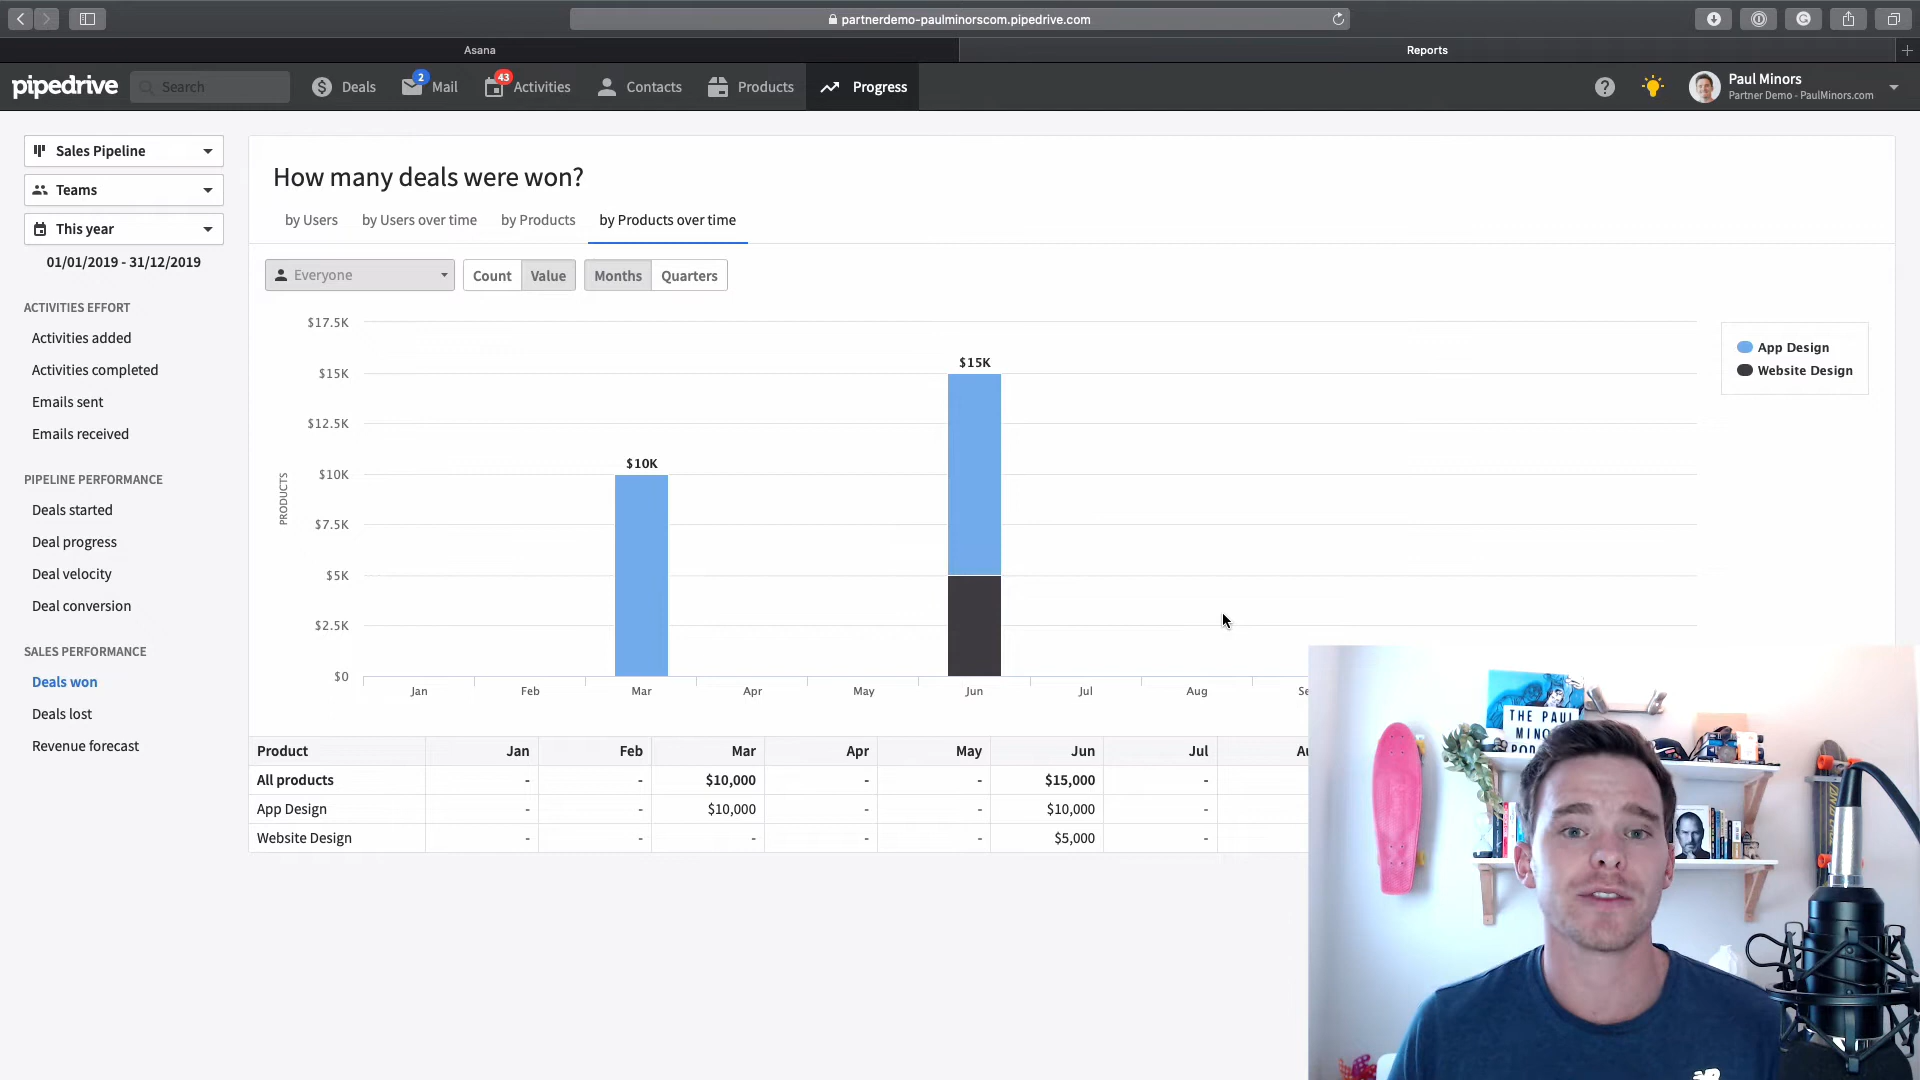 partnerdemo-paulminorscom.pipedrive.com
Asana
Reports
pipedrive
Search
Deals
2
Mail
43
Activities
Contacts
Products
Progress
Paul Minors
Partner Demo - PaulMinors.com
Sales Pipeline
Teams
This year
01/01/2019 - 31/12/2019
ACTIVITIES EFFORT
Activities added
Activities completed
Emails sent
Emails received
PIPELINE PERFORMANCE
Deals started
Deal progress
Deal velocity
Deal conversion
SALES PERFORMANCE
Deals won
Deals lost
Revenue forecast
How many deals were won?
by Users by Users over time by Products by Products over time
Everyone Count Value Months Quarters
$17.5K
$15K
$12.5K
$10K
$7.5K
$5K
$2.5K
$0
PRODUCTS
$10K
$15K
Jan Feb Mar Apr May Jun Jul Aug Se
App Design
Website Design
Product Jan Feb Mar Apr May Jun Jul Au
All products - - $10,000 - - $15,000 -
App Design - - $10,000 - - $10,000 -
Website Design - - - - - $5,000 -
THE PAUL
MINO
POD